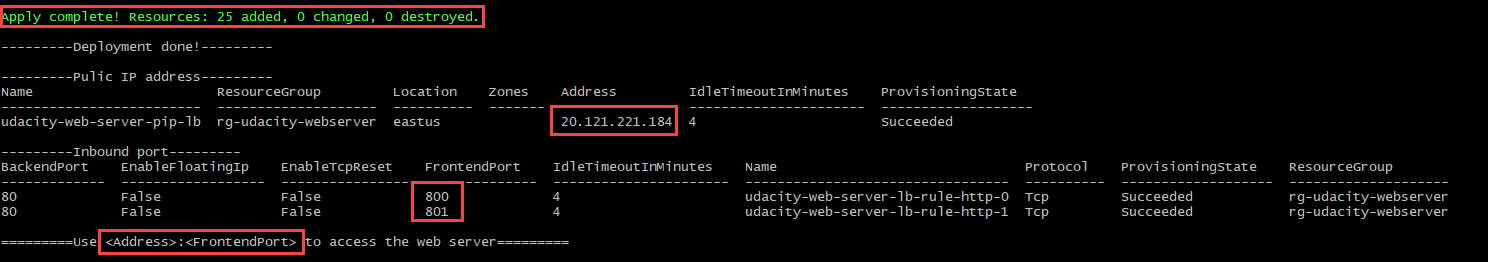 Apply complete! Resources: 25 added, 0 changed, 0 destroyed.
---------Deployment done!---------
---------Pulic IP address---------
Name                       ResourceGroup         Location    Zones    Address         IdleTimeoutInMinutes    ProvisioningState
-------------------------  --------------------  ----------  -------  --------------  ----------------------  -------------------
udacity-web-server-pip-lb  rg-udacity-webserver  eastus               20.121.221.184  4                       Succeeded
---------Inbound port---------
BackendPort    EnableFloatingIp    EnableTcpReset    FrontendPort    IdleTimeoutInMinutes    Name                               Protocol    ProvisioningState    ResourceGroup
-------------  ------------------  ----------------  --------------  ----------------------  ---------------------------------  ----------  -------------------  --------------------
80             False               False             800             4                       udacity-web-server-lb-rule-http-0  Tcp         Succeeded            rg-udacity-webserver
80             False               False             801             4                       udacity-web-server-lb-rule-http-1  Tcp         Succeeded            rg-udacity-webserver
=========Use <Address>:<FrontendPort> to access the web server=========